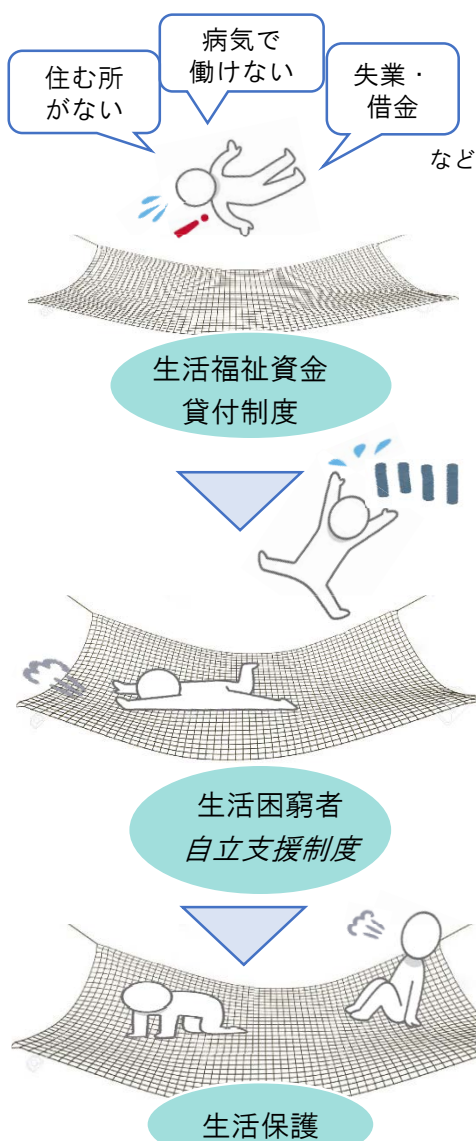 住む所
がない
病気で
働けない
失業・
借金
など
生活福祉資金
貸付制度
生活困窮者
自立支援制度
生活保護